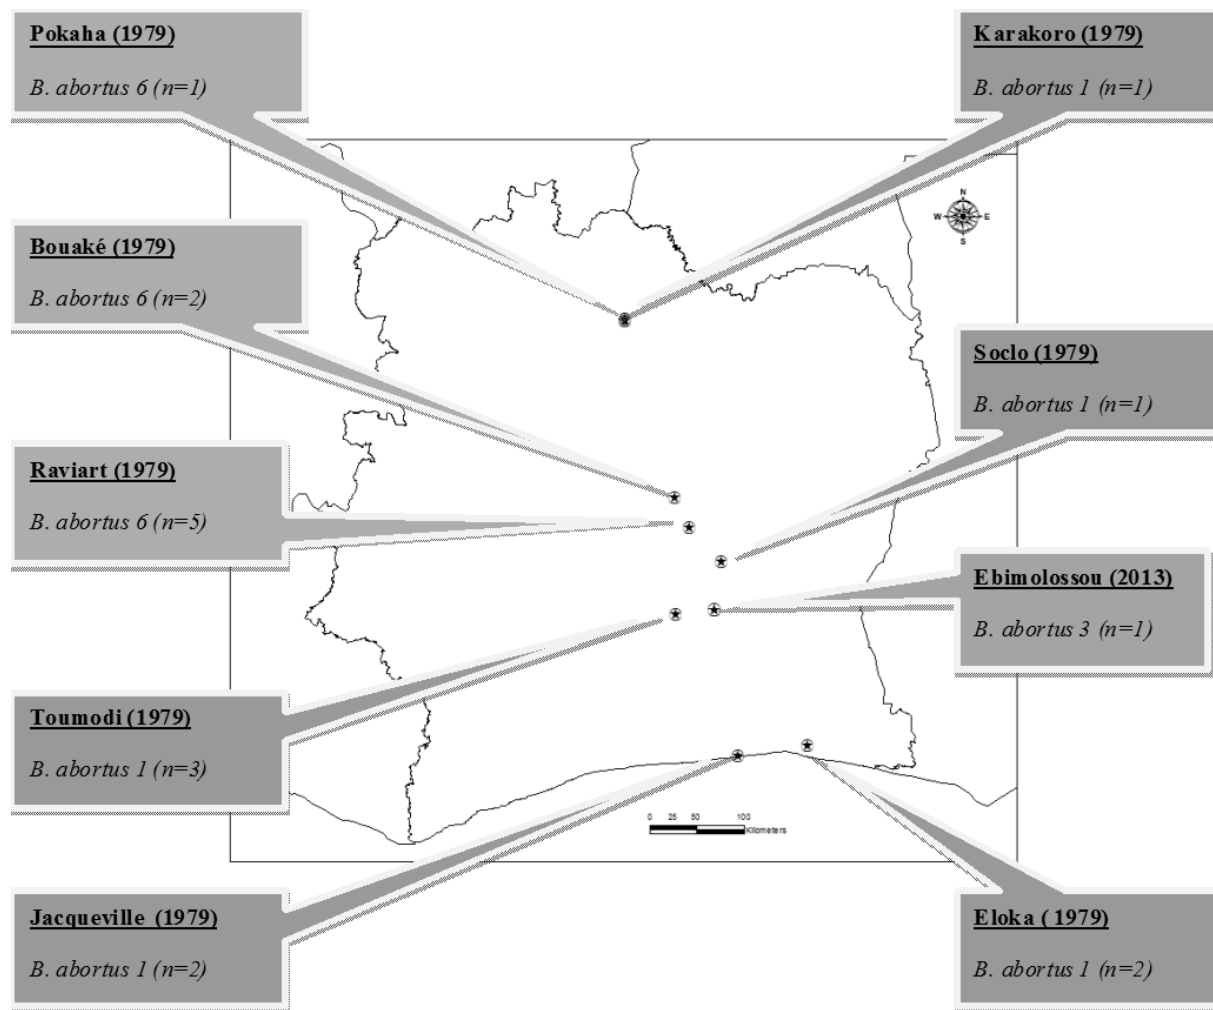 Pokaha (1979)
B. abortus 6 (n=1)
Karakoro (1979)
B. abortus 1 (n=1)
N
W E
S
Bouaké (1979)
B. abortus 6 (n=2)
Soclo (1979)
B. abortus 1 (n=1)
Raviart (1979)
B. abortus 6 (n=5)
Ebimolossou (2013)
B. abortus 3 (n=1)
Toumodi (1979)
B. abortus 1 (n=3)
0 25 50 100
Kilometers
Jacqueville (1979)
B. abortus 1 (n=2)
Eloka ( 1979)
B. abortus 1 (n=2)